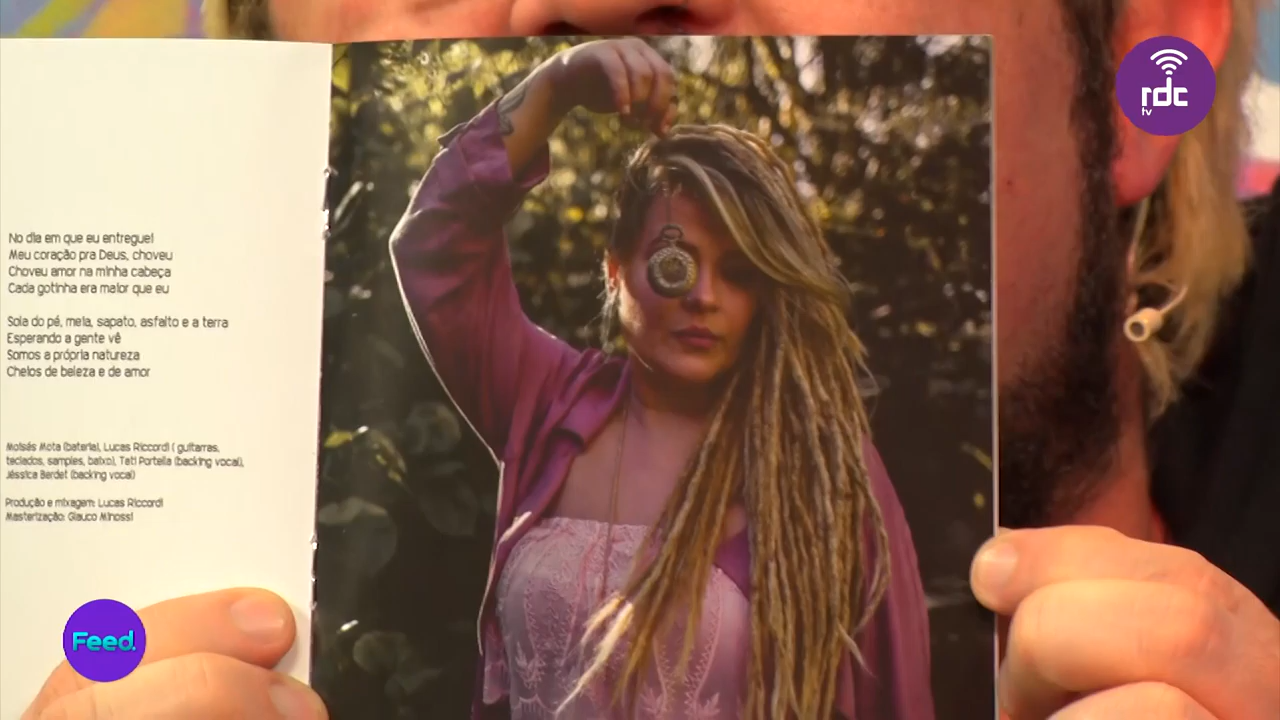 No dia em que eu entreguei
Meu coração pra Deus, choveu
Choveu amor na minha cabeça
Cada gotinha era maior que eu
Sola do pé, meia, sapato, asfalto e a terra
Esperando a gente vê
Somos a própria natureza
Cheios de beleza e de amor
Moisés Mota (bateria), Lucas Riccordi ( guitarras,
teclados, samples, baixo), Tati Portella (backing vocal),
Jéssica Berdet (backing vocal)
Produção e mixagem: Lucas Riccordi
Masterização: Glauco Minossi
Feed.
rdc
tv